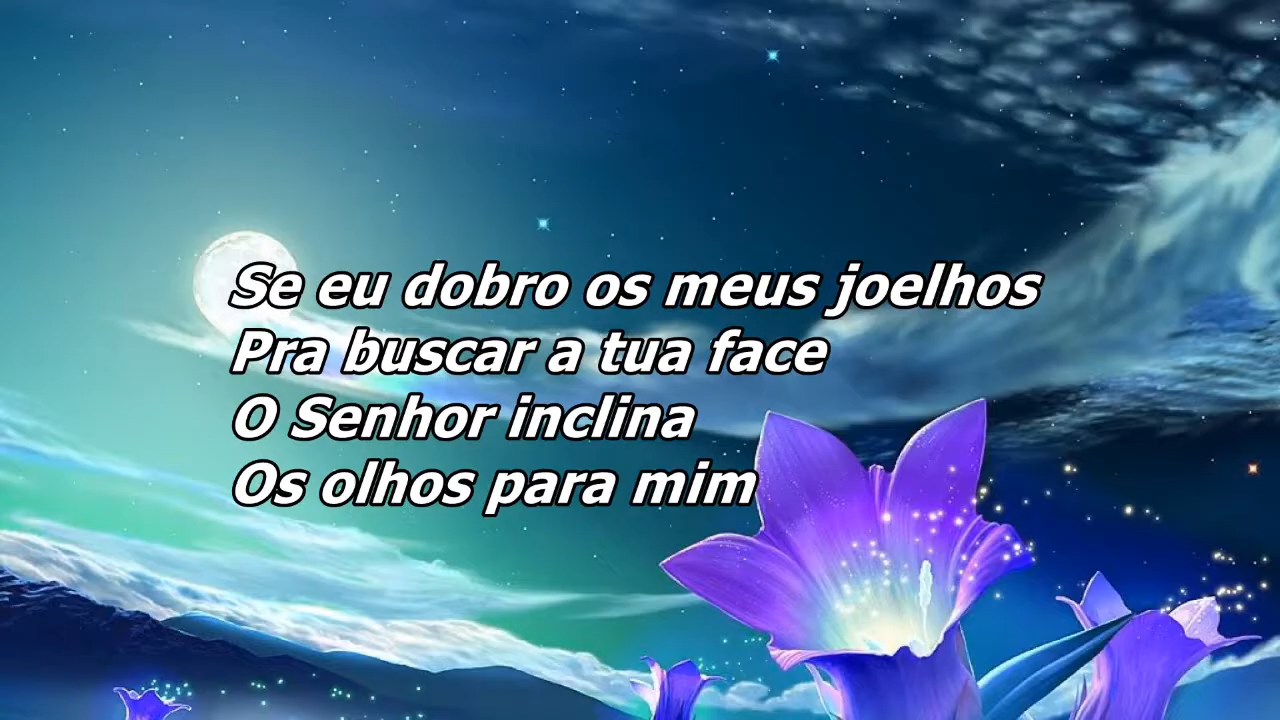 Se eu dobro os meus joelhos
Pra buscar a tua face
O Senhor inclina
Os olhos para mim